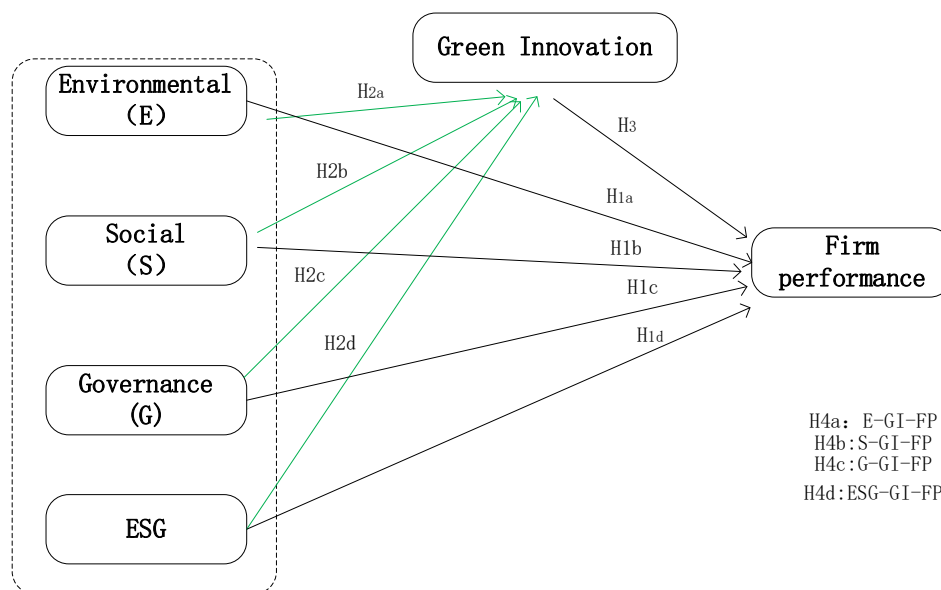 Green Innovation
Environmental
(E)
H2a
H3
H2b
H1a
Social
(S)
H1b
Firm
performance
H2c
H1c
H2d
H1d
Governance
(G)
H4a: E-GI-FP
H4b:S-GI-FP
H4c:G-GI-FP
H4d:ESG-GI-FP
ESG